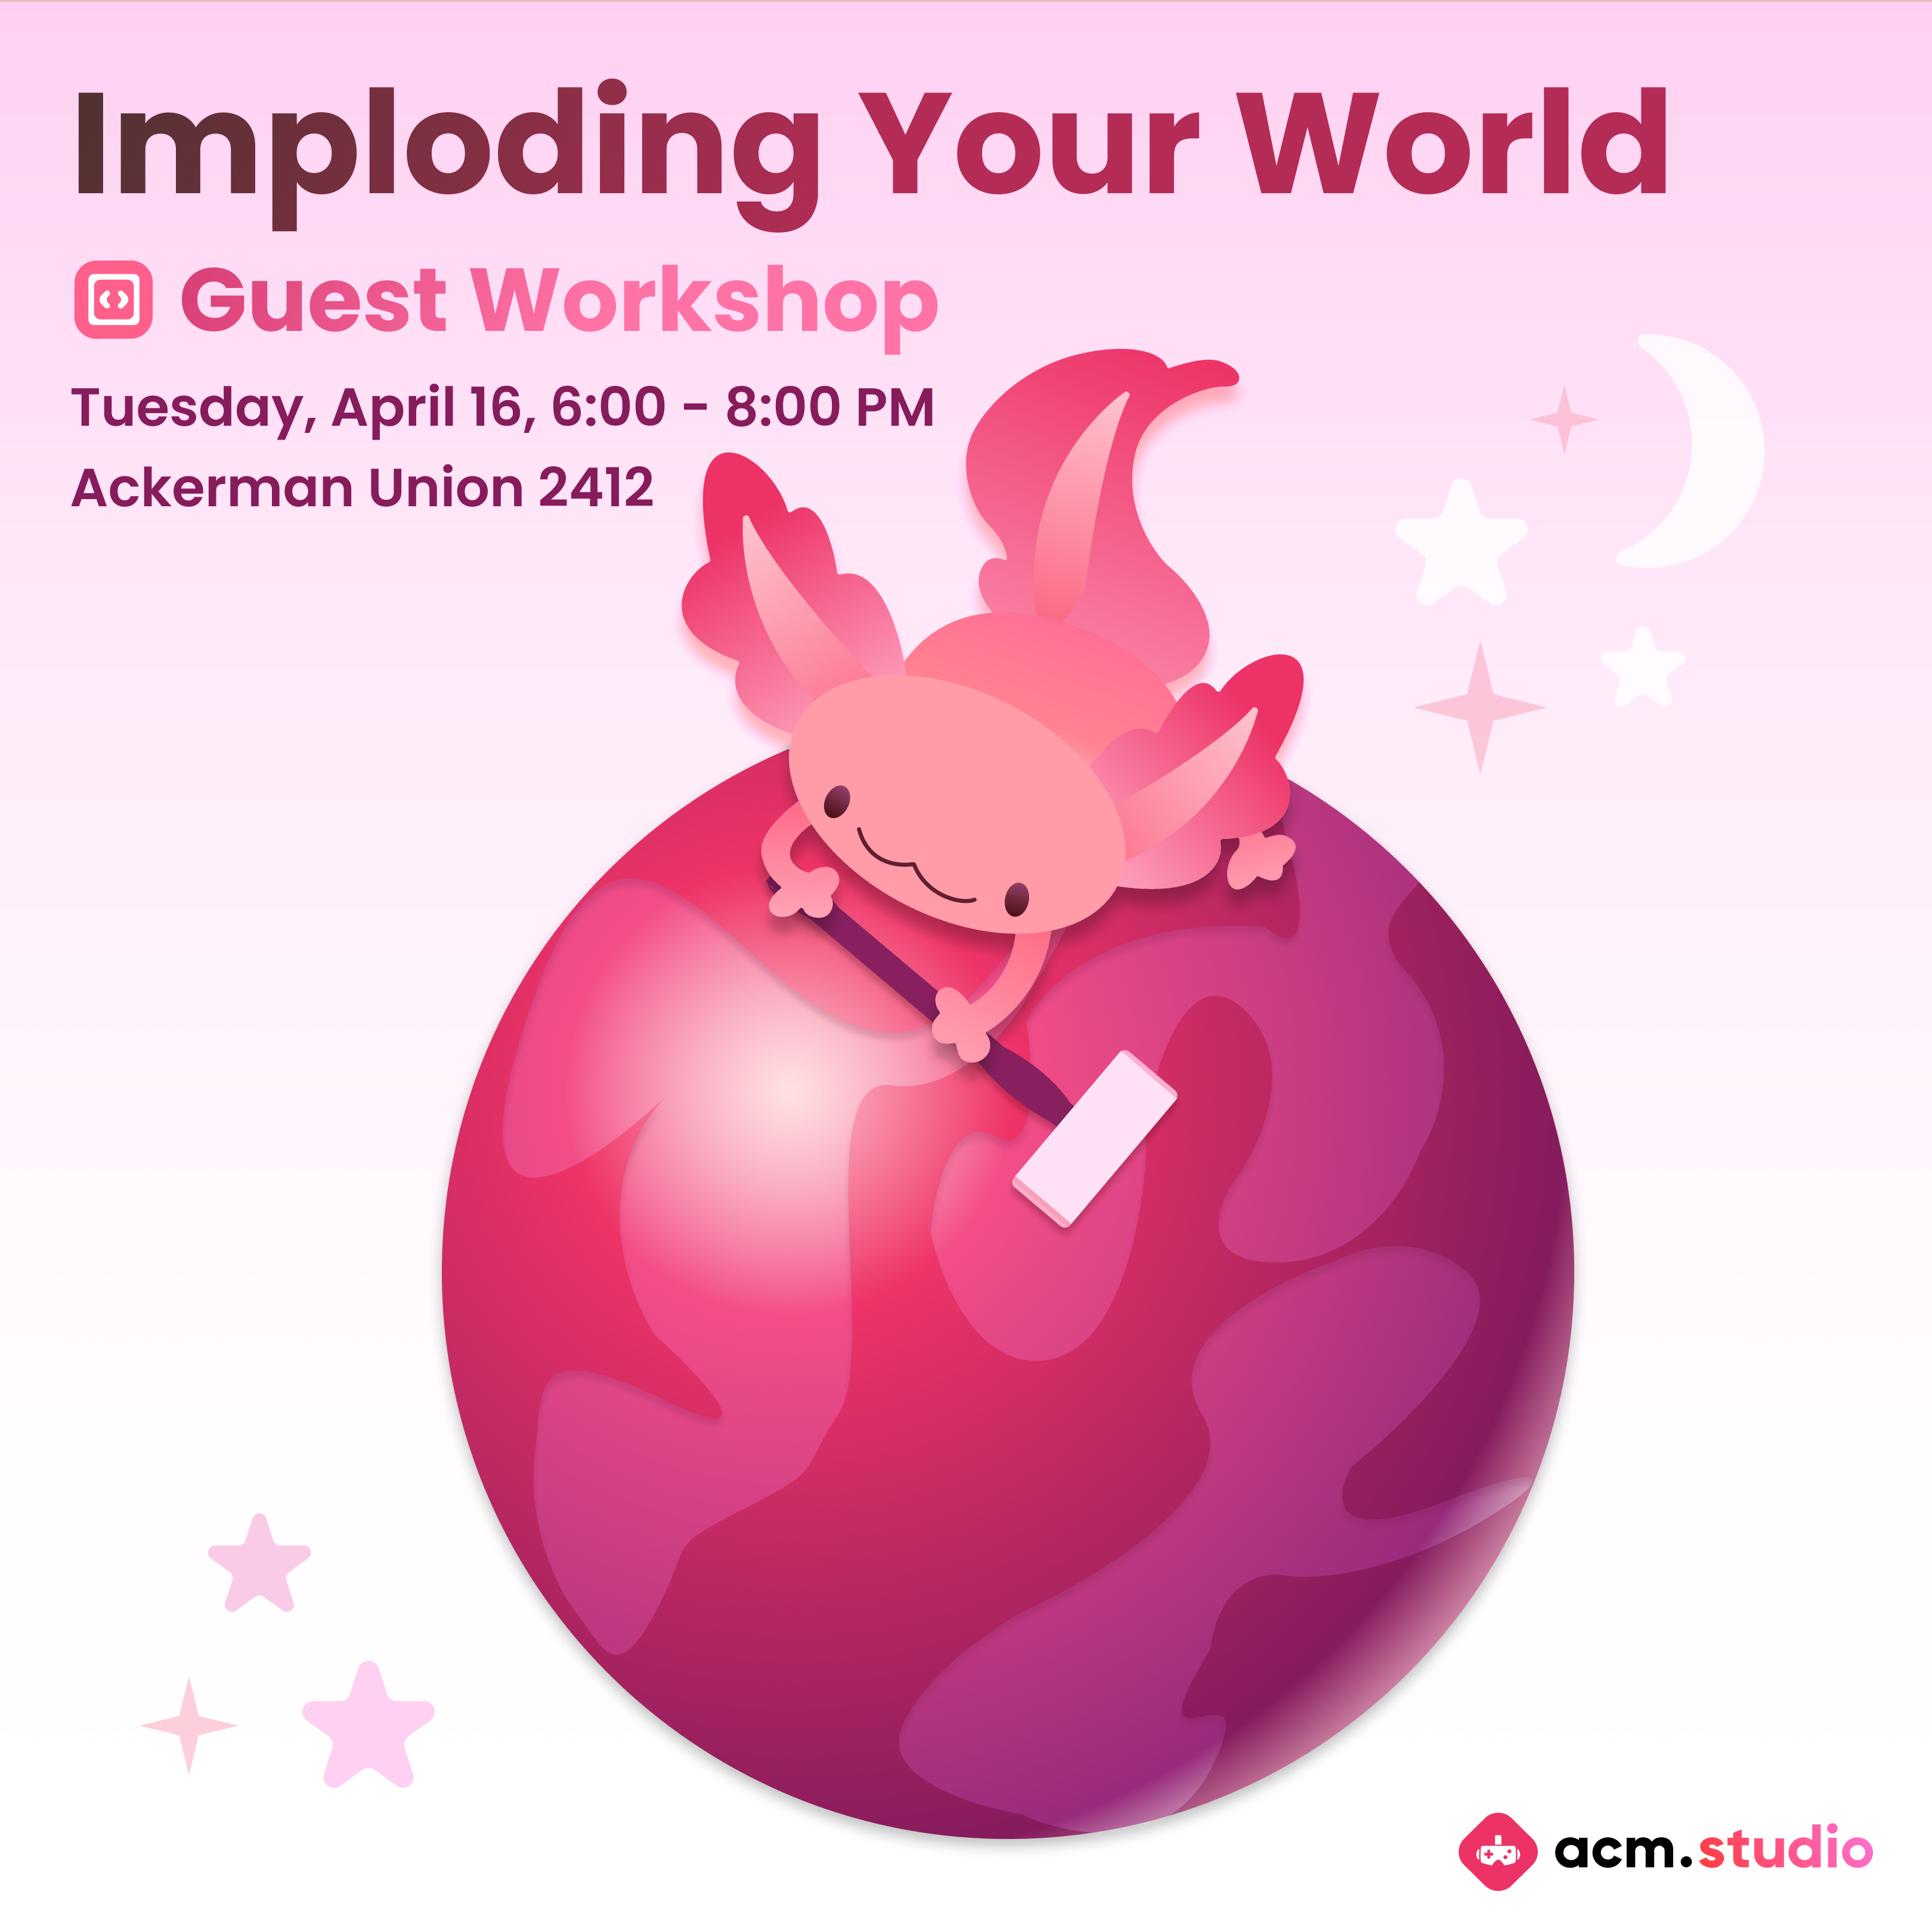 Imploding Your World
Guest Workshop
Tuesday, April 16, 6:00 – 8:00 PM
Ackerman Union 2412
acm.studio